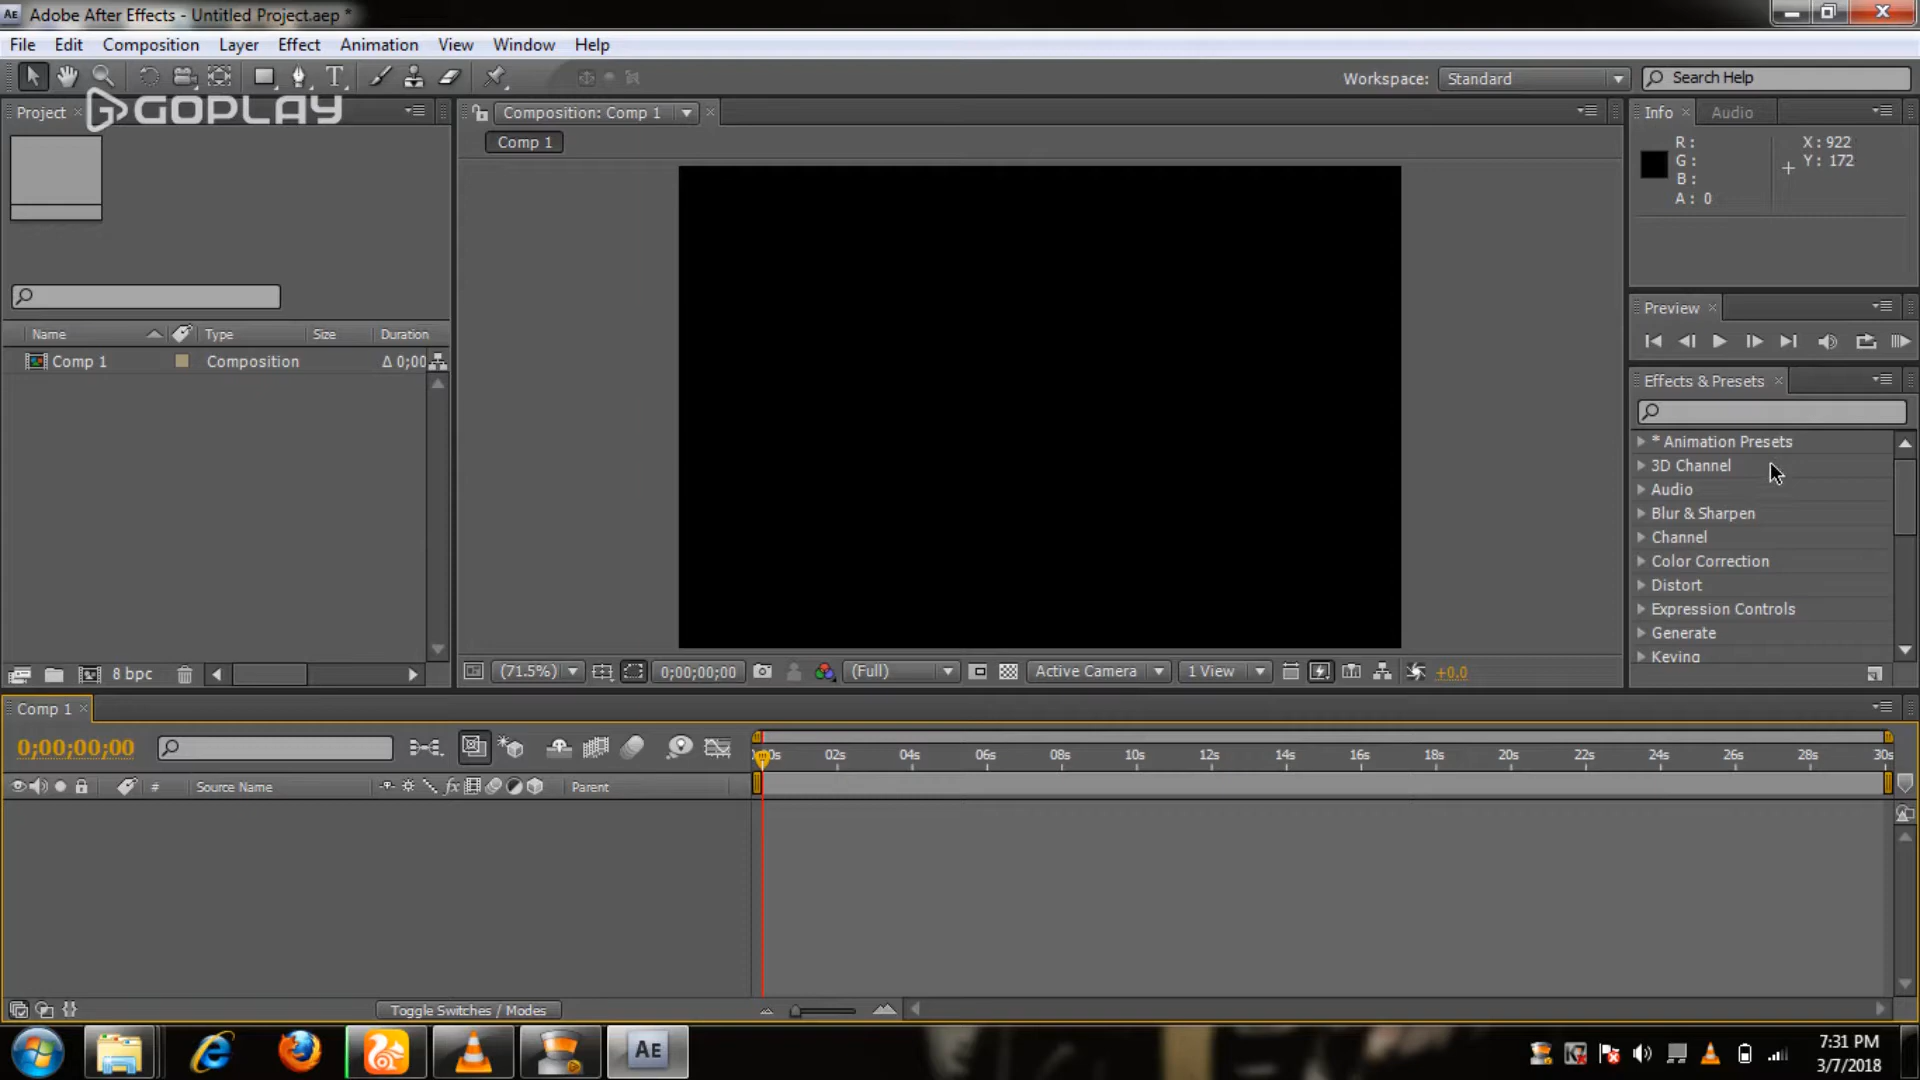 AE Adobe After Effects - Untitled Project.aep *
File Edit Composition Layer Effect Animation View Window Help
Workspace: Standard Search Help
Project GOPLAY Composition: Comp 1 Info Audio
Comp 1
R : X : 922
G : Y : 172
B :
A : 0
Preview
Name Type Size Duration
Comp 1 Composition Δ 0;00
Effects & Presets
* Animation Presets
3D Channel
Audio
Blur & Sharpen
Channel
Color Correction
Distort
Expression Controls
Generate
Keying
8 bpc (71.5%) 0;00;00;00 (Full) Active Camera 1 View +0.0
Comp 1
0;00;00;00
02s 04s 06s 08s 10s 12s 14s 16s 18s 20s 22s 24s 26s 28s 30s
# Source Name fx Parent
Toggle Switches / Modes
AE
7:31 PM
3/7/2018